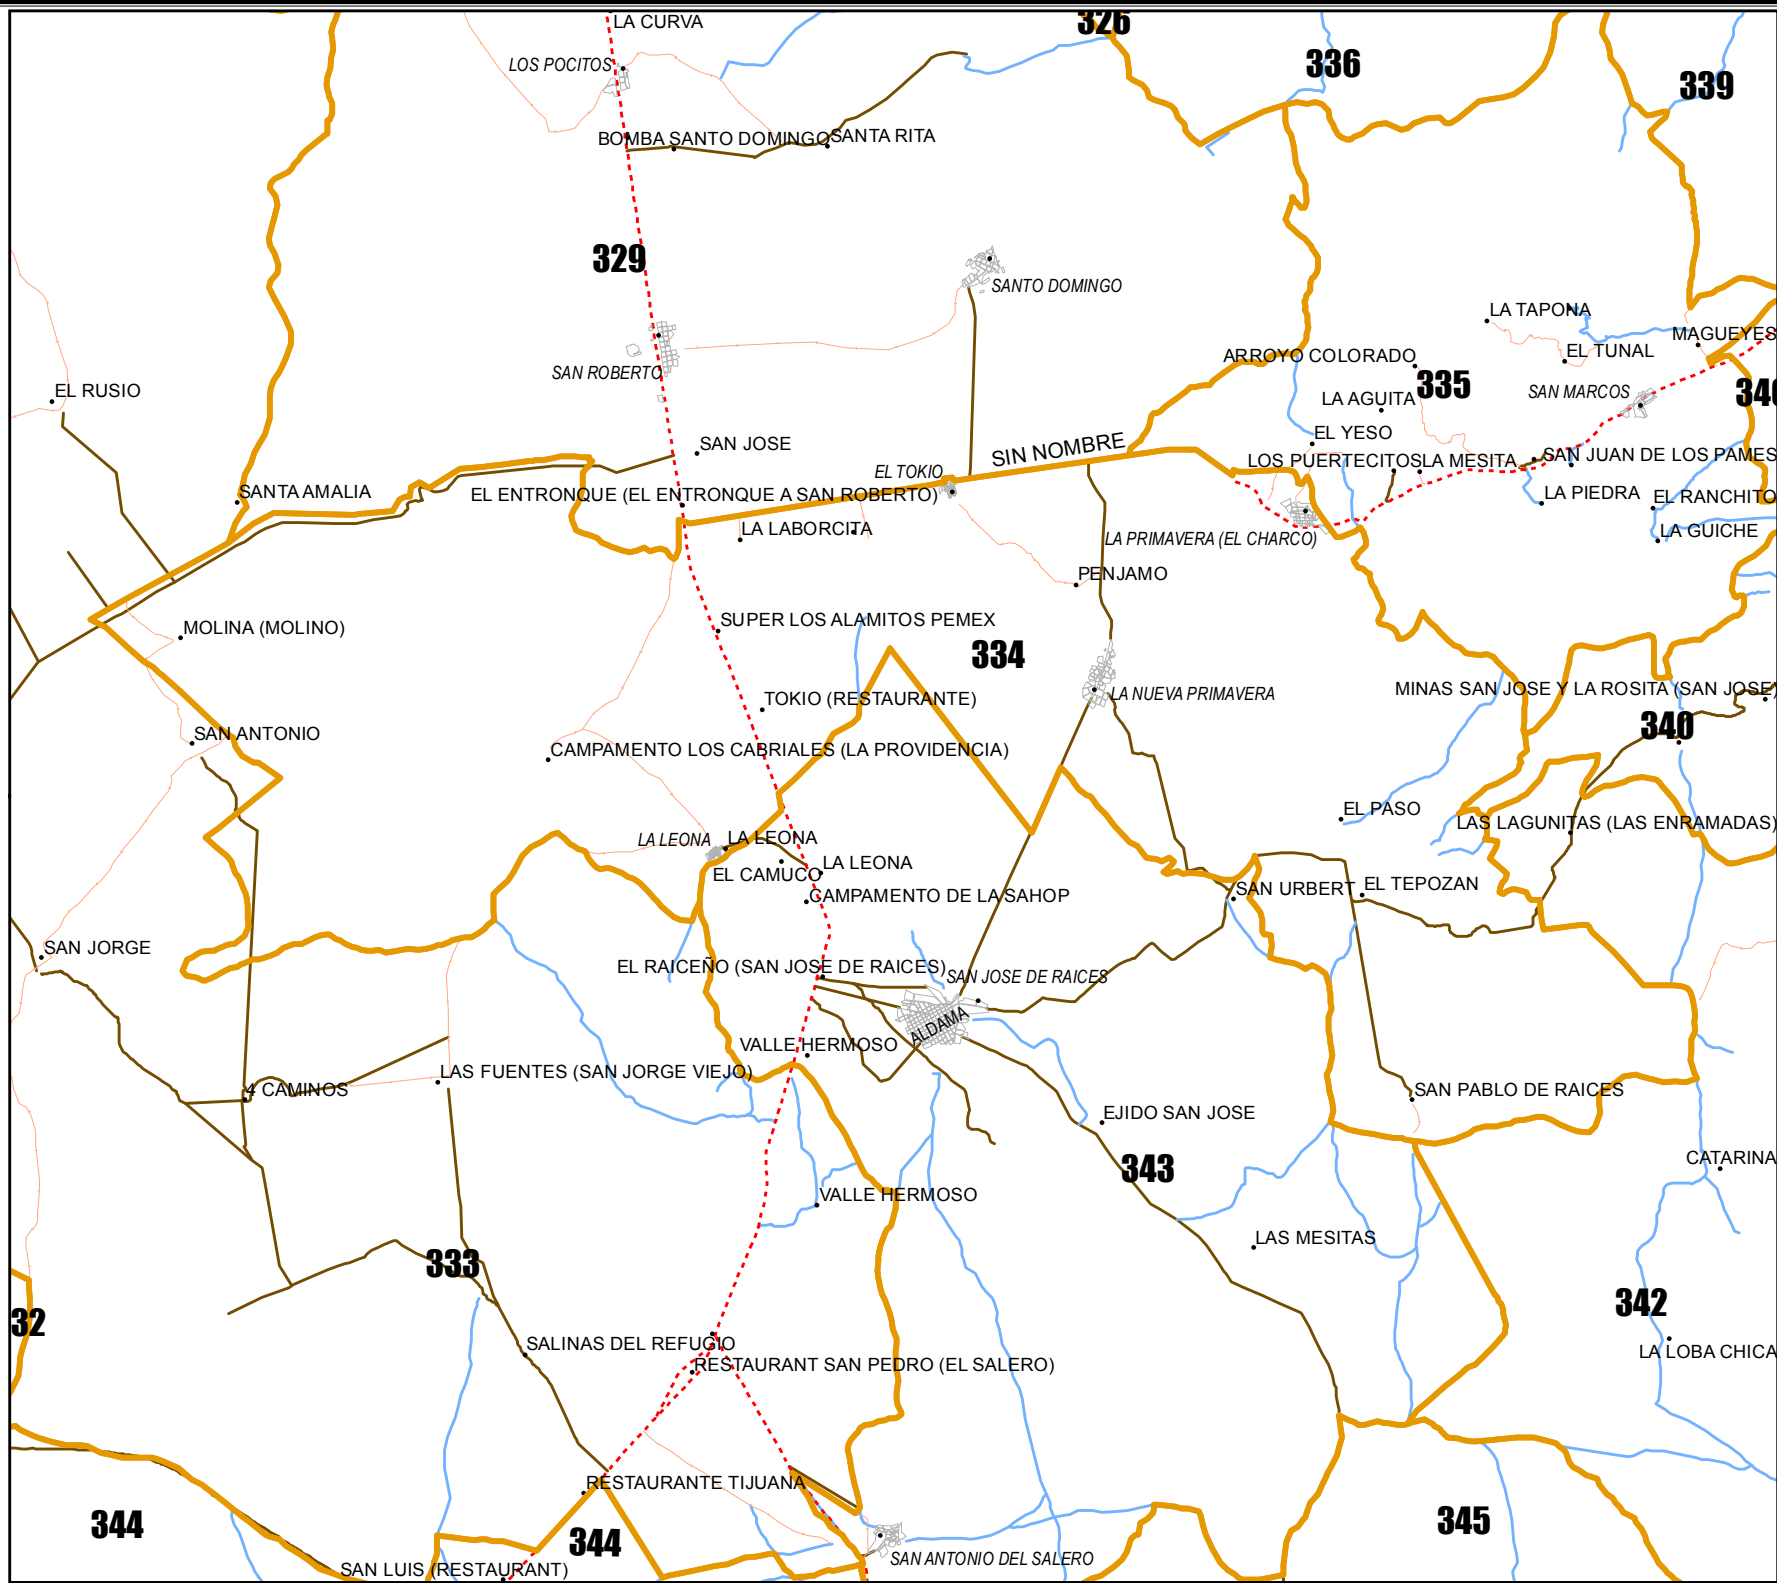 326
LA CURVA
LOS POCITOS
336
339
BOMBA SANTO DOMINGO
SANTA RITA
329
SANTO DOMINGO
LA TAPONA
MAGUEYES
EL TUNAL
ARROYO COLORADO
SAN ROBERTO
335
EL RUSIO
SAN MARCOS
340
LA AGUITA
EL YESO
SAN JOSE
SIN NOMBRE
SAN JUAN DE LOS PAMES
LOS PUERTECITOS
LA MESITA
EL TOKIO
SANTA AMALIA
EL ENTRONQUE (EL ENTRONQUE A SAN ROBERTO)
LA PIEDRA
EL RANCHITO
LA LABORCITA
LA GUICHE
LA PRIMAVERA (EL CHARCO)
PENJAMO
SUPER LOS ALAMITOS PEMEX
MOLINA (MOLINO)
334
MINAS SAN JOSE Y LA ROSITA (SAN JOSE)
LA NUEVA PRIMAVERA
TOKIO (RESTAURANTE)
340
SAN ANTONIO
CAMPAMENTO LOS CABRIALES (LA PROVIDENCIA)
EL PASO
LAS LAGUNITAS (LAS ENRAMADAS)
LA LEONA
LA LEONA
LA LEONA
EL CAMUCO
EL TEPOZAN
SAN URBERT
CAMPAMENTO DE LA SAHOP
SAN JORGE
EL RAICEÑO (SAN JOSE DE RAICES)
SAN JOSE DE RAICES
ALDAMA
VALLE HERMOSO
LAS FUENTES (SAN JORGE VIEJO)
4 CAMINOS
SAN PABLO DE RAICES
EJIDO SAN JOSE
CATARINA
343
VALLE HERMOSO
LAS MESITAS
333
342
32
SALINAS DEL REFUGIO
LA LOBA CHICA
RESTAURANT SAN PEDRO (EL SALERO)
RESTAURANTE TIJUANA
344
345
344
SAN ANTONIO DEL SALERO
SAN LUIS (RESTAURANT)